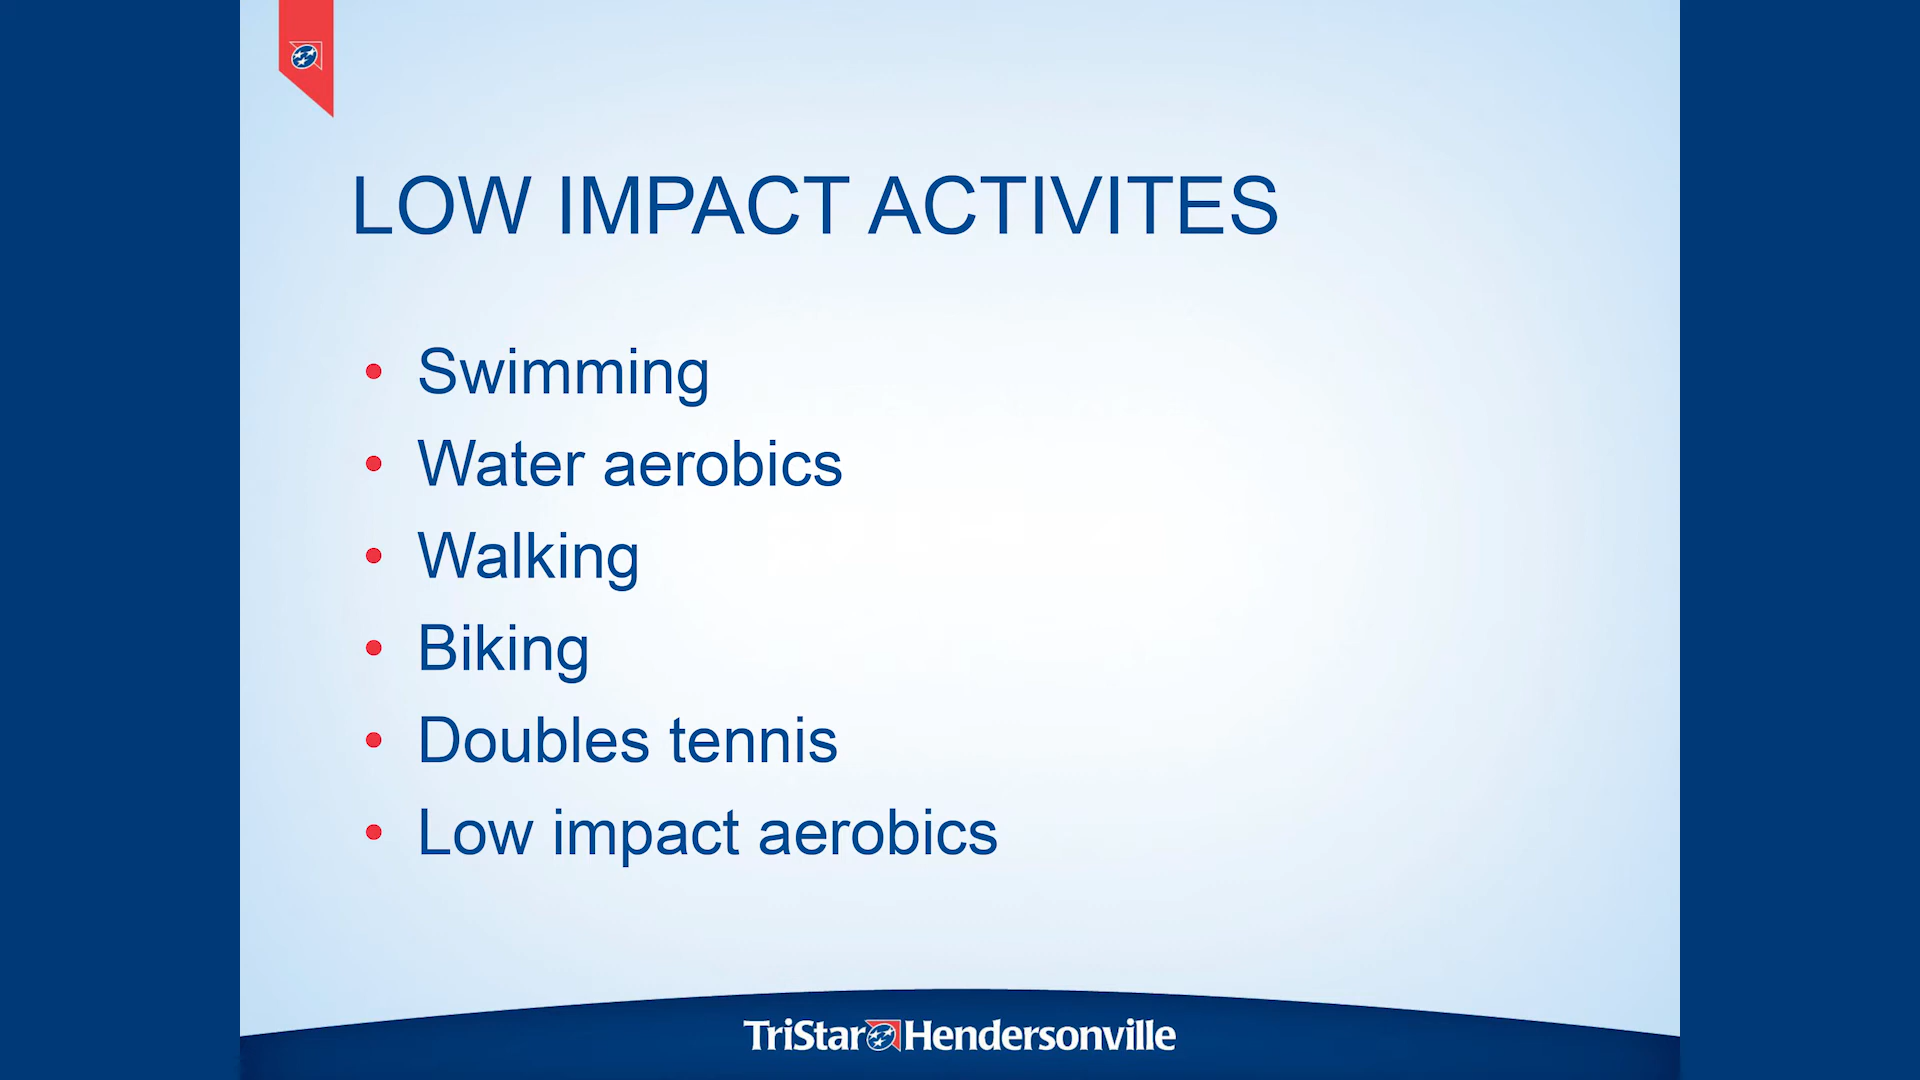 LOW IMPACT ACTIVITES
• Swimming
• Water aerobics
• Walking
• Biking
• Doubles tennis
• Low impact aerobics
TriStar Hendersonville